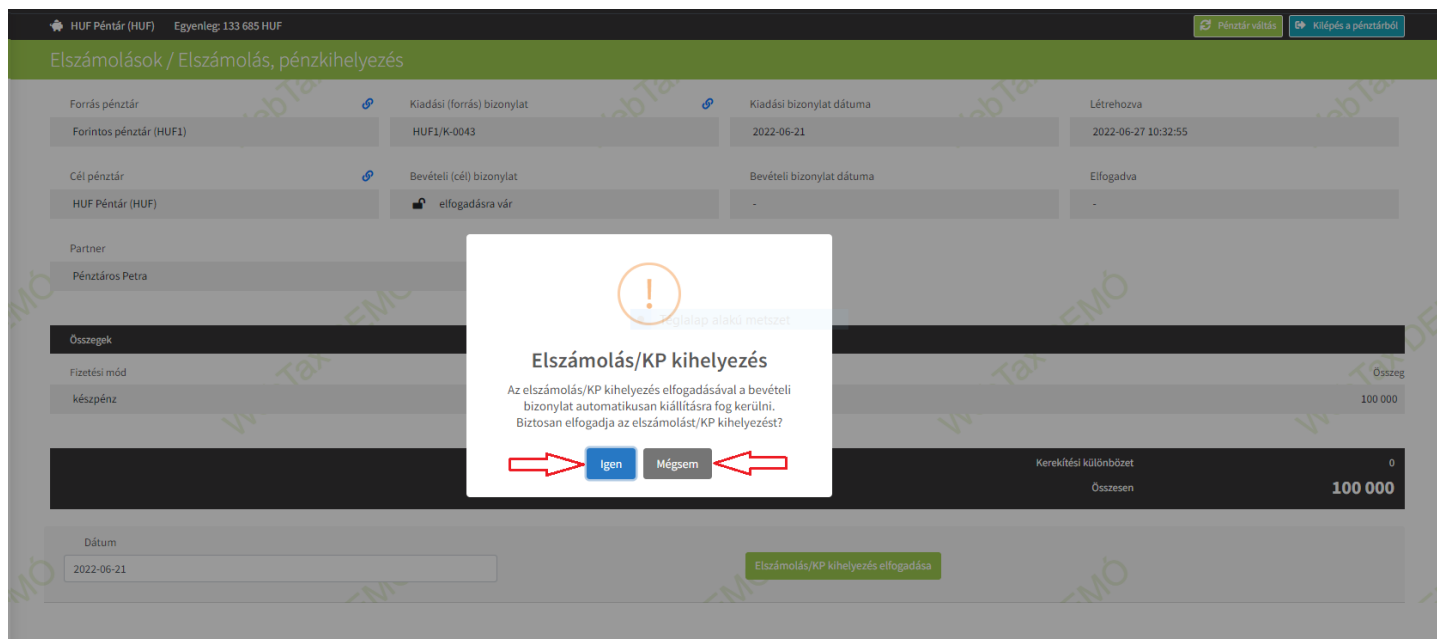 HUF Péntár (HUF) Egyenleg: 133 685 HUF Pénztár váltás Kilépés a pénztárból
Elszámolások / Elszámolás, pénzkihelyezés
Forrás pénztár Kiadási (forrás) bizonylat Kiadási bizonylat dátuma Létrehozva
Forintos pénztár (HUF1) HUF1/K-0043 2022-06-21 2022-06-27 10:32:55
Cél pénztár Bevételi (cél) bizonylat Bevételi bizonylat dátuma Elfogadva
HUF Péntár (HUF) elfogadásra vár - -
Partner
Pénztáros Petra
!
Téglalap alakú metszet
Összegek
Elszámolás/KP kihelyezés
Fizetési mód Összeg
készpénz 100 000
Az elszámolás/KP kihelyezés elfogadásával a bevételi
bizonylat automatikusan kiállításra fog kerülni.
Biztosan elfogadja az elszámolást/KP kihelyezést?
Igen Mégsem
Kerekítési különbözet 0
Összesen 100 000
Dátum
2022-06-21 Elszámolás/KP kihelyezés elfogadása